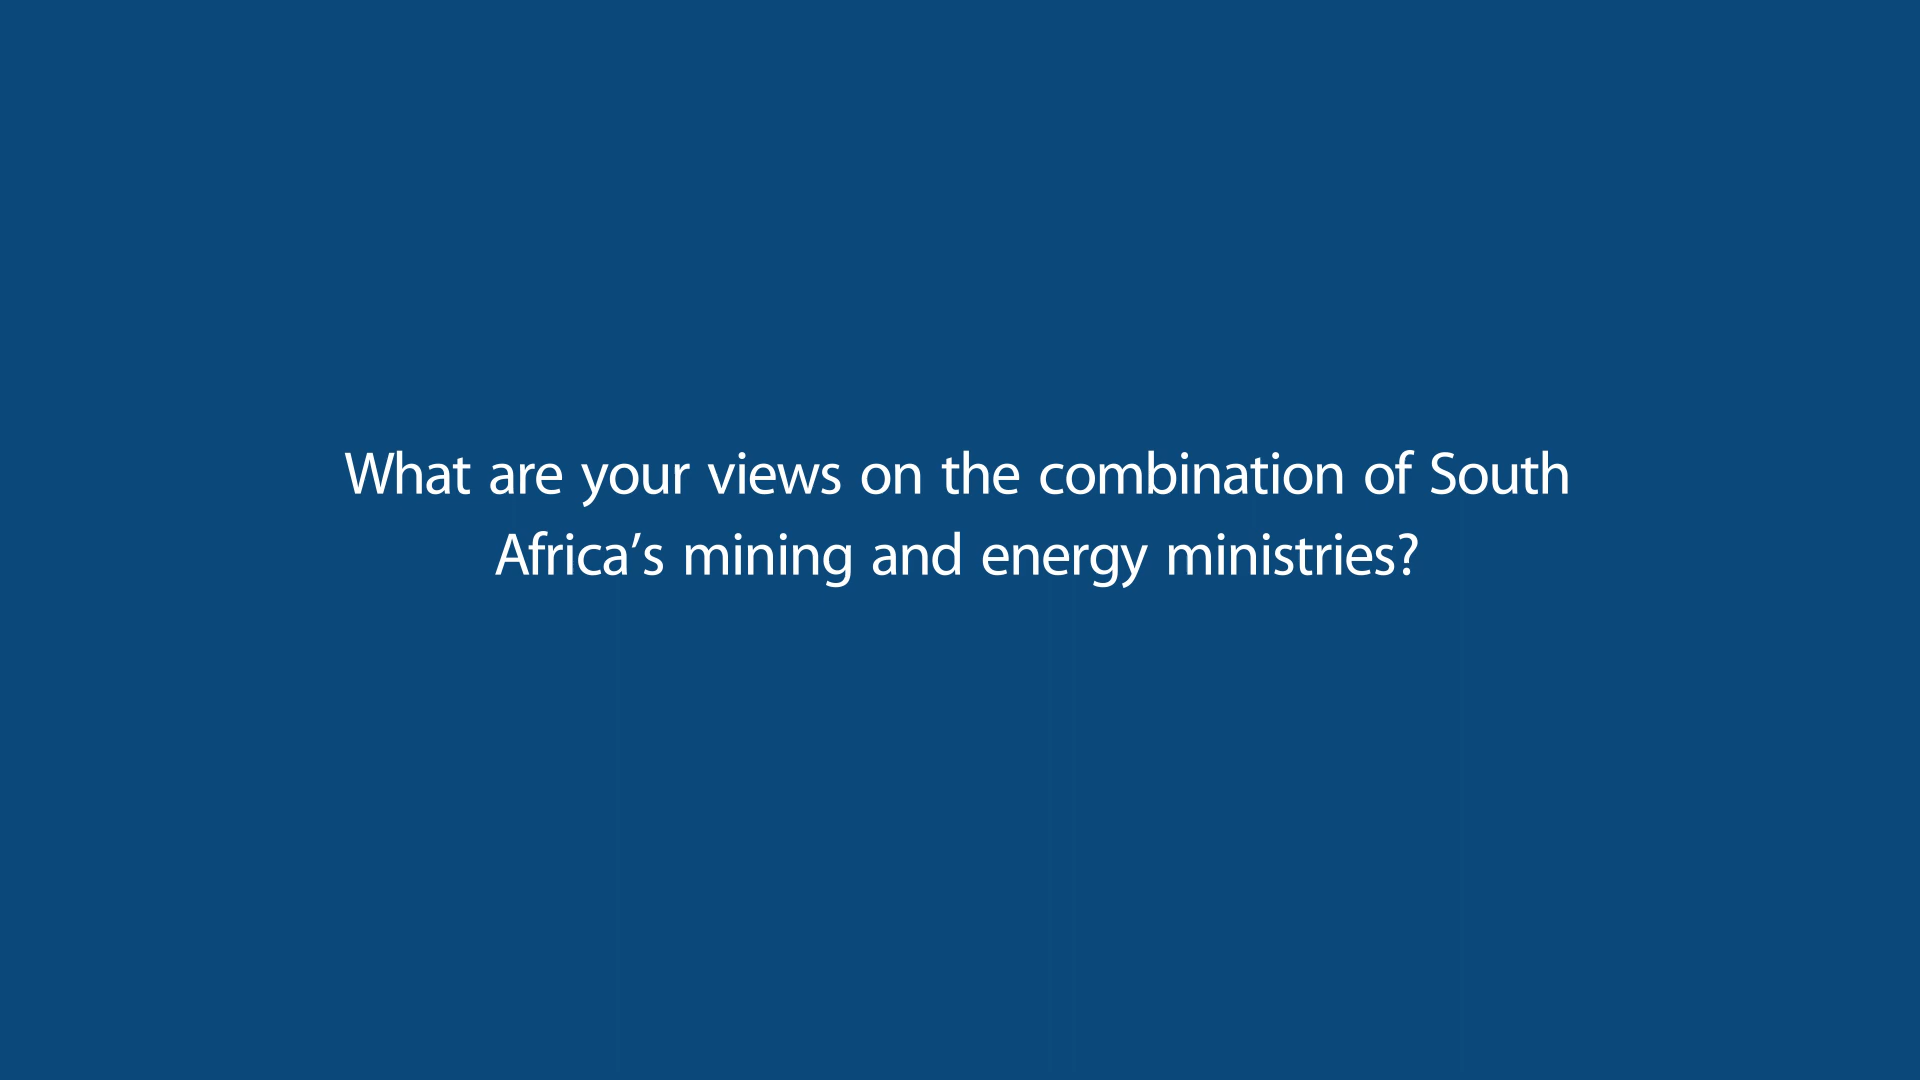 What are your views on the combination of South
Africa’s mining and energy ministries?